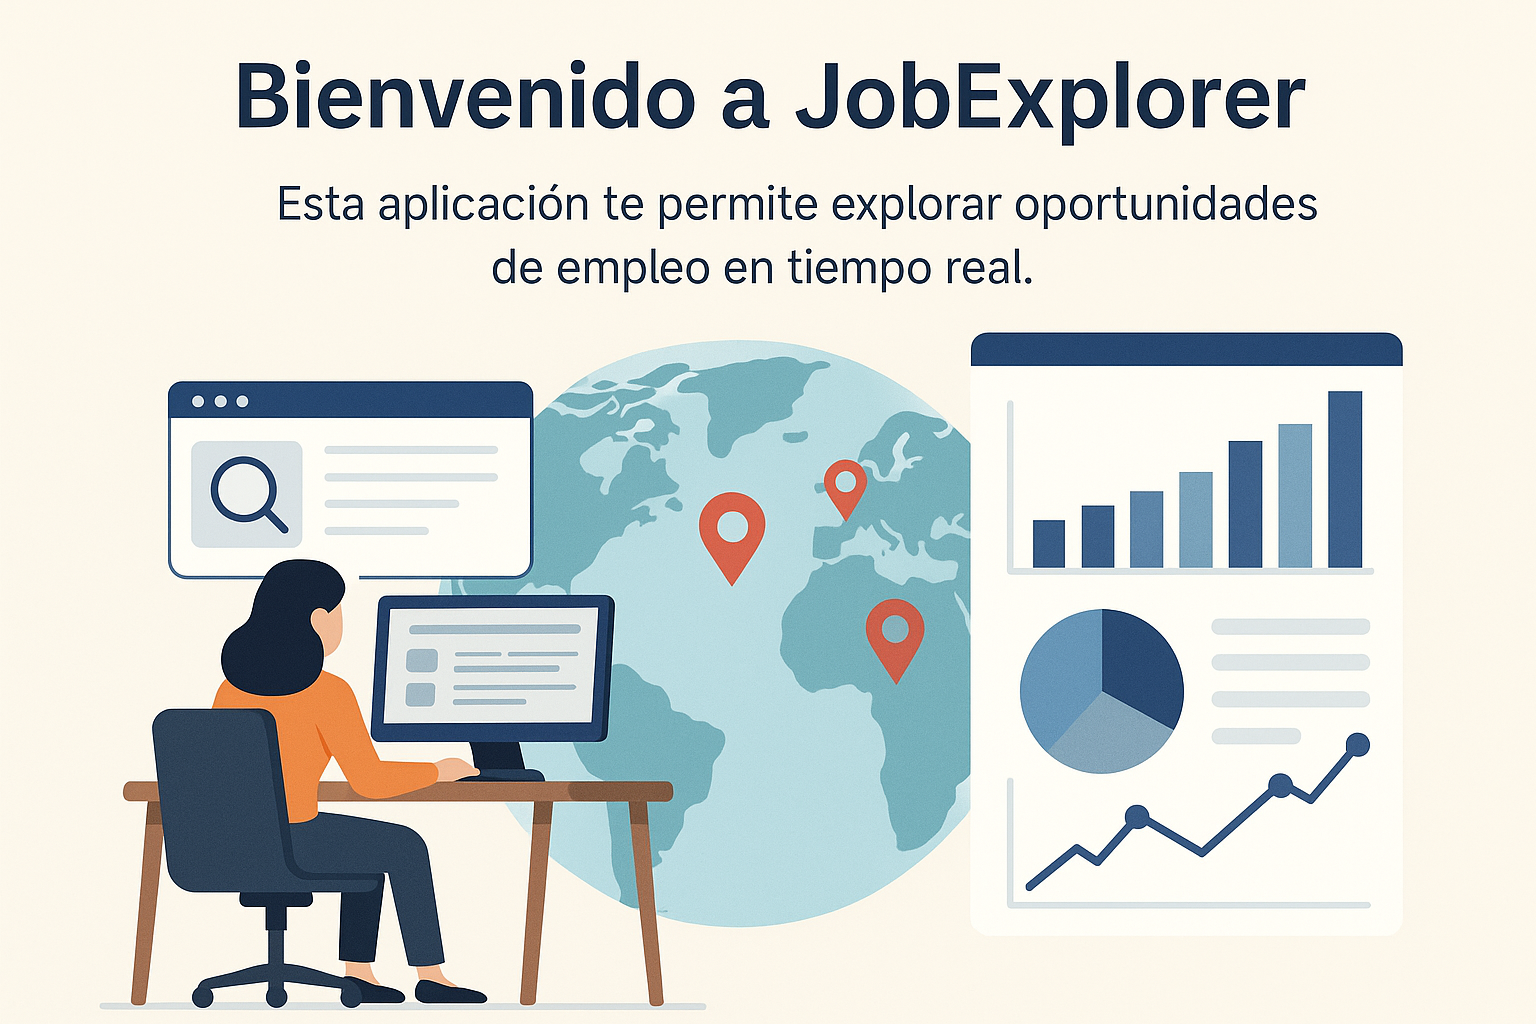 Bienvenido a JobExplorer
Esta aplicación te permite explorar oportunidades
de empleo en tiempo real.